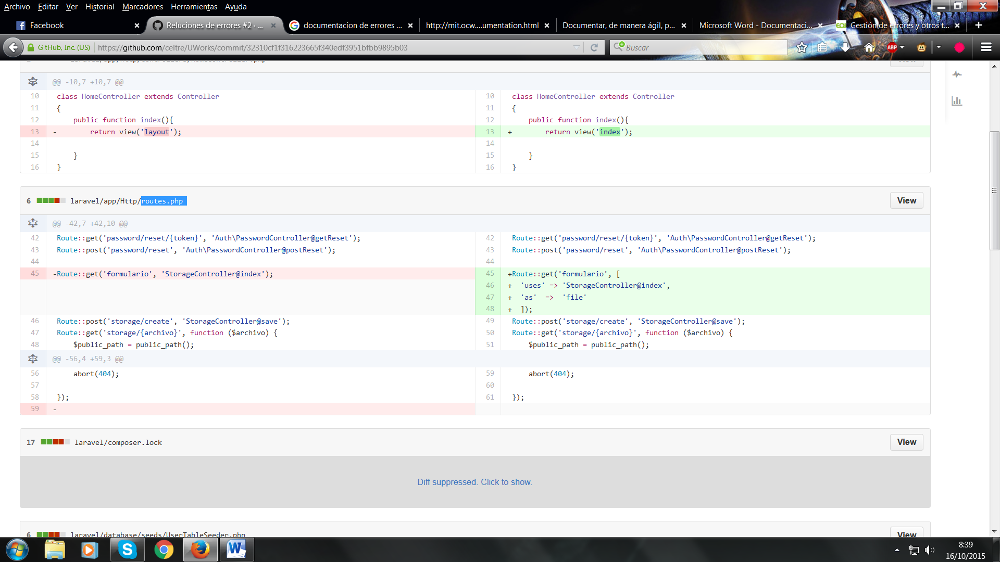 Archivo Editar Ver Historial Marcadores Herramientas Ayuda
Facebook
Reluciones de errores #2 · ...
documentacion de errores ...
http://mit.ocw....umentation.html
Documentar, de manera ágil, p...
Microsoft Word - Documentaci...
EOI Gestión de errores y otros t...
GitHub, Inc. (US) https://github.com/celtre/UWorks/commit/32310cf1f316223665f340edf3951bfbb9895b03
Buscar
ABP
@@ -10,7 +10,7 @@
10 class HomeController extends Controller 10 class HomeController extends Controller
11 { 11 {
12 public function index(){ 12 public function index(){
13 - return view('layout'); 13 + return view('index');
14 14
15 } 15 }
16 } 16 }
6 laravel/app/Http/routes.php View
@@ -42,7 +42,10 @@
42 Route::get('password/reset/{token}', 'Auth\PasswordController@getReset'); 42 Route::get('password/reset/{token}', 'Auth\PasswordController@getReset');
43 Route::post('password/reset', 'Auth\PasswordController@postReset'); 43 Route::post('password/reset', 'Auth\PasswordController@postReset');
44 44
45 -Route::get('formulario', 'StorageController@index'); 45 +Route::get('formulario', [
46 + 'uses' => 'StorageController@index',
47 + 'as' => 'file'
48 + ]);
46 Route::post('storage/create', 'StorageController@save'); 49 Route::post('storage/create', 'StorageController@save');
47 Route::get('storage/{archivo}', function ($archivo) { 50 Route::get('storage/{archivo}', function ($archivo) {
48 $public_path = public_path(); 51 $public_path = public_path();
@@ -56,4 +59,3 @@
56 abort(404); 59 abort(404);
57 60
58 }); 61 });
59 -
17 laravel/composer.lock View
Diff suppressed. Click to show.
6 laravel/database/seeds/UserTableSeeder.php View
8:39
16/10/2015